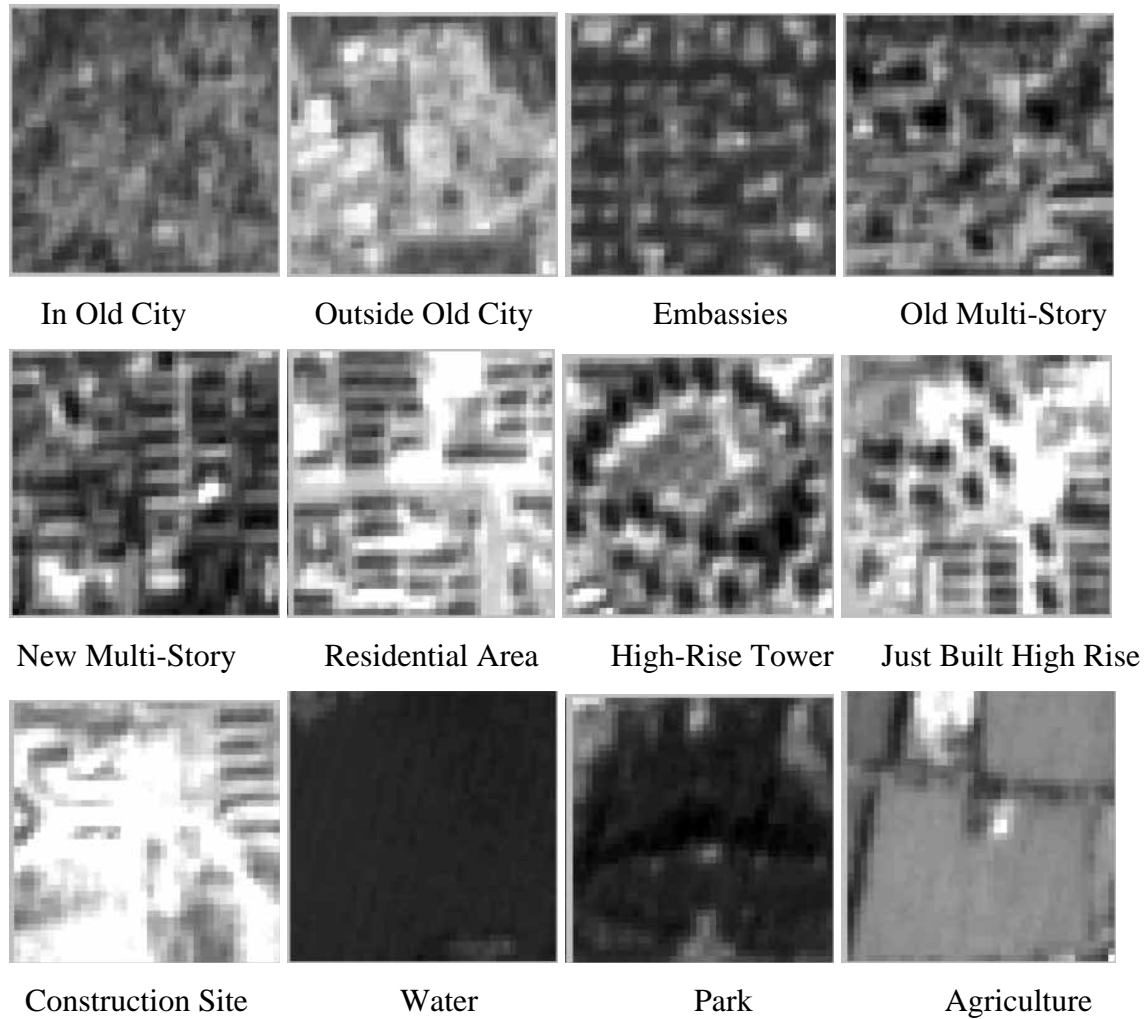 In Old City
Outside Old City
Embassies
Old Multi-Story
New Multi-Story
Residential Area
High-Rise Tower
Just Built High Rise
Construction Site
Water
Park
Agriculture